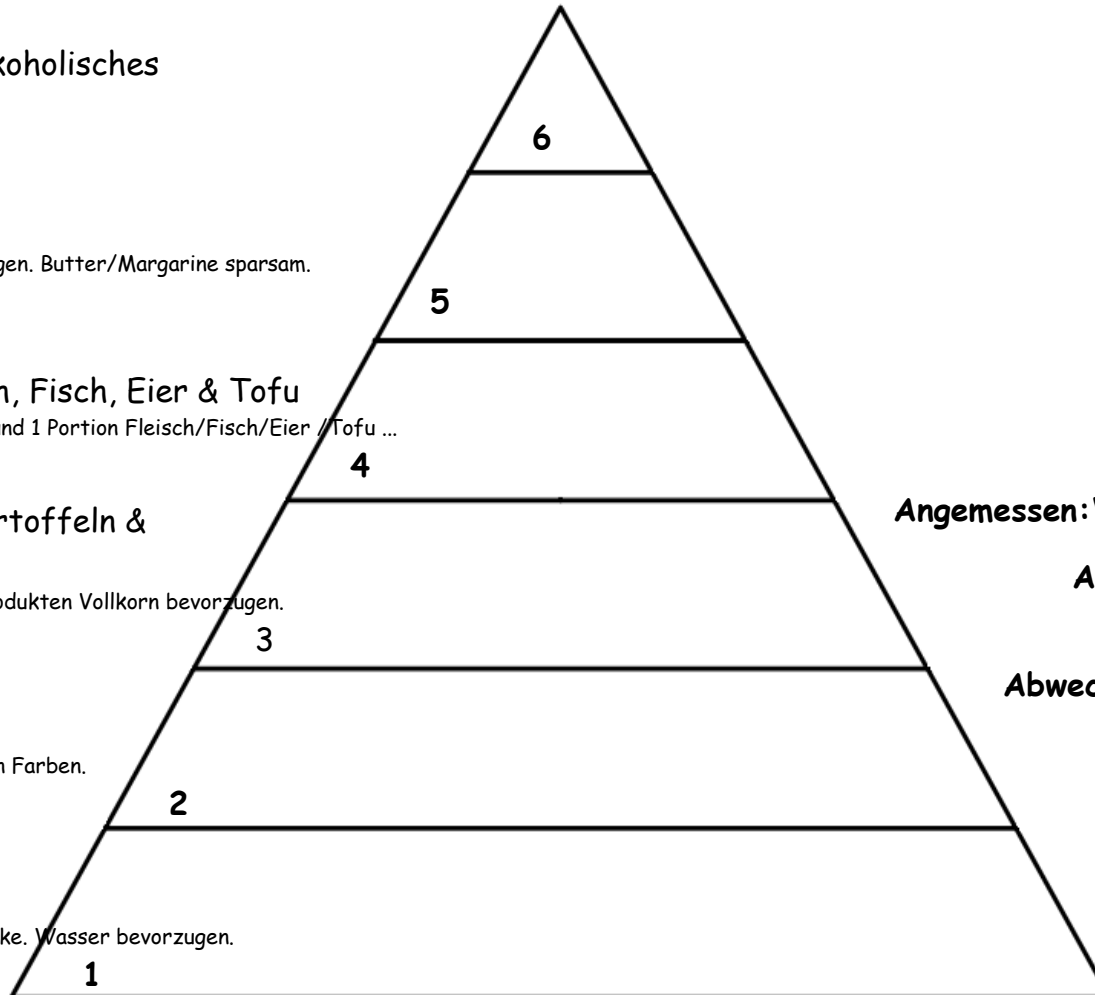 koholisches
6
gen. Butter/Margarine sparsam.
5
n, Fisch, Eier & Tofu
nd 1 Portion Fleisch/Fisch/Eier /Tofu ...
4
rtoffeln &
Angemessen:
A
odukten Vollkorn bevorzugen.
3
Abwec
n Farben.
2
ke. Wasser bevorzugen.
1